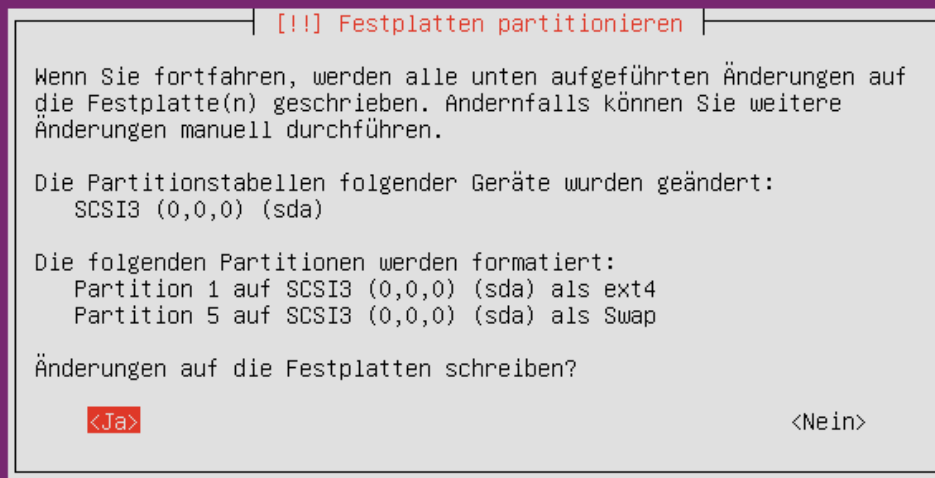 [!!] Festplatten partitionieren
Wenn Sie fortfahren, werden alle unten aufgeführten Änderungen auf
die Festplatte(n) geschrieben. Andernfalls können Sie weitere
Änderungen manuell durchführen.
Die Partitionstabellen folgender Geräte wurden geändert:
SCSI3 (0,0,0) (sda)
Die folgenden Partitionen werden formatiert:
Partition 1 auf SCSI3 (0,0,0) (sda) als ext4
Partition 5 auf SCSI3 (0,0,0) (sda) als Swap
Änderungen auf die Festplatten schreiben?
<Ja> <Nein>